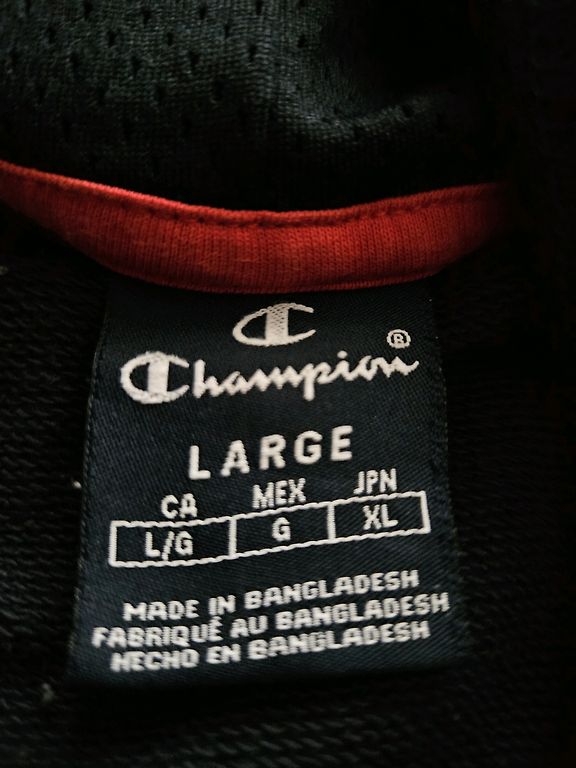 Champion®
LARGE
CA MEX JPN
L/G G XL
MADE IN BANGLADESH
FABRIQUÉ AU BANGLADESH
HECHO EN BANGLADESH